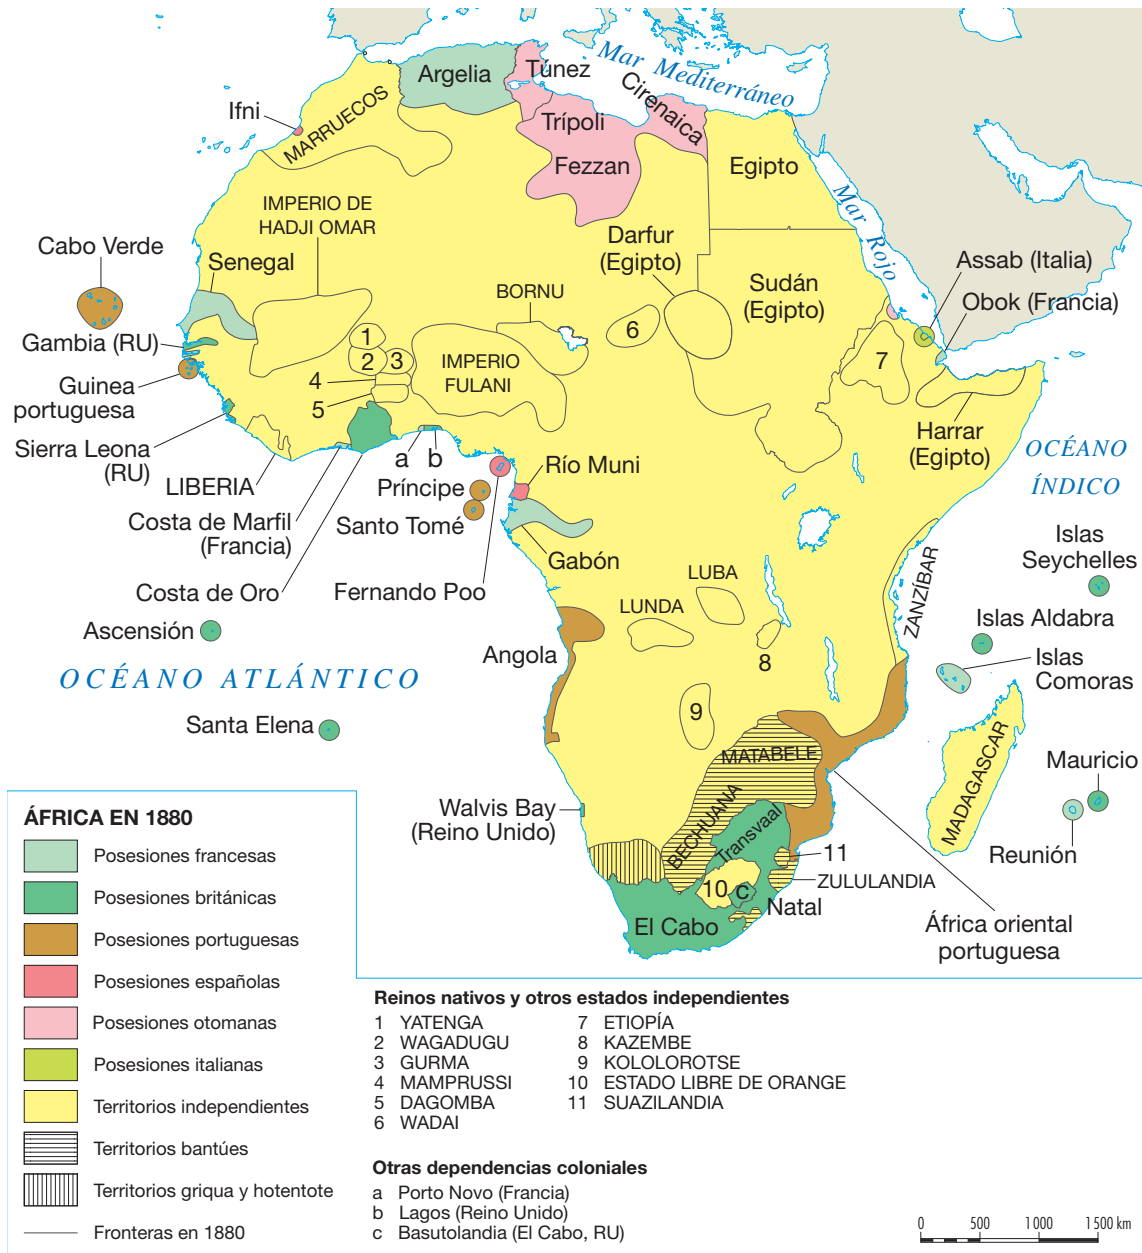 Mar Mediterráneo
Argelia
Túnez
Cirenaica
Ifni
MARRUECOS
Trípoli
Fezzan
Egipto
Mar Rojo
IMPERIO DE
HADJI OMAR
Cabo Verde
Senegal
Darfur
(Egipto)
Sudán
(Egipto)
Assab (Italia)
Obok (Francia)
BORNU
Gambia (RU)
1
2
3
4
5
6
7
IMPERIO
FULANI
Guinea
portuguesa
Sierra Leona
(RU)
Harrar
(Egipto)
OCÉANO
ÍNDICO
LIBERIA
a
b
Río Muni
Príncipe
Santo Tomé
Costa de Marfil
(Francia)
Gabón
Islas
Seychelles
Costa de Oro
Fernando Poo
LUBA
LUNDA
ZANZÍBAR
Ascensión
Islas Aldabra
Angola
8
Islas
Comoras
OCÉANO ATLÁNTICO
9
Santa Elena
MATABELE
MADAGASCAR
Mauricio
Walvis Bay
(Reino Unido)
BECHUANA
Transvaal
Reunión
11
ZULULANDIA
10
c
Natal
El Cabo
África oriental
portuguesa
ÁFRICA EN 1880
Posesiones francesas
Posesiones británicas
Posesiones portuguesas
Posesiones españolas
Posesiones otomanas
Posesiones italianas
Territorios independientes
Territorios bantúes
Territorios griqua y hotentote
Fronteras en 1880
Reinos nativos y otros estados independientes
1 YATENGA
2 WAGADUGU
3 GURMA
4 MAMPRUSSI
5 DAGOMBA
6 WADAI
7 ETIOPÍA
8 KAZEMBE
9 KOLOLOROTSE
10 ESTADO LIBRE DE ORANGE
11 SUAZILANDIA
Otras dependencias coloniales
a Porto Novo (Francia)
b Lagos (Reino Unido)
c Basutolandia (El Cabo, RU)
0 500 1000 1500 km